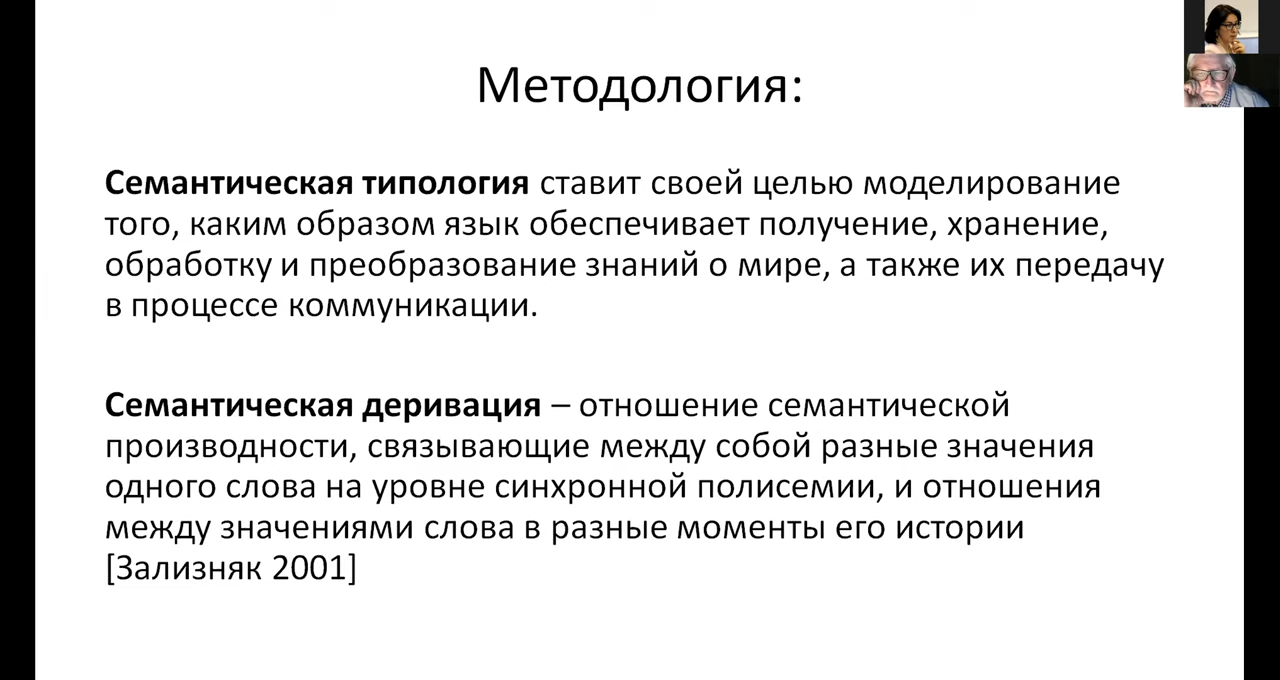 Методология:
Семантическая типология ставит своей целью моделирование
того, каким образом язык обеспечивает получение, хранение,
обработку и преобразование знаний о мире, а также их передачу
в процессе коммуникации.
Семантическая деривация – отношение семантической
производности, связывающие между собой разные значения
одного слова на уровне синхронной полисемии, и отношения
между значениями слова в разные моменты его истории
[Зализняк 2001]